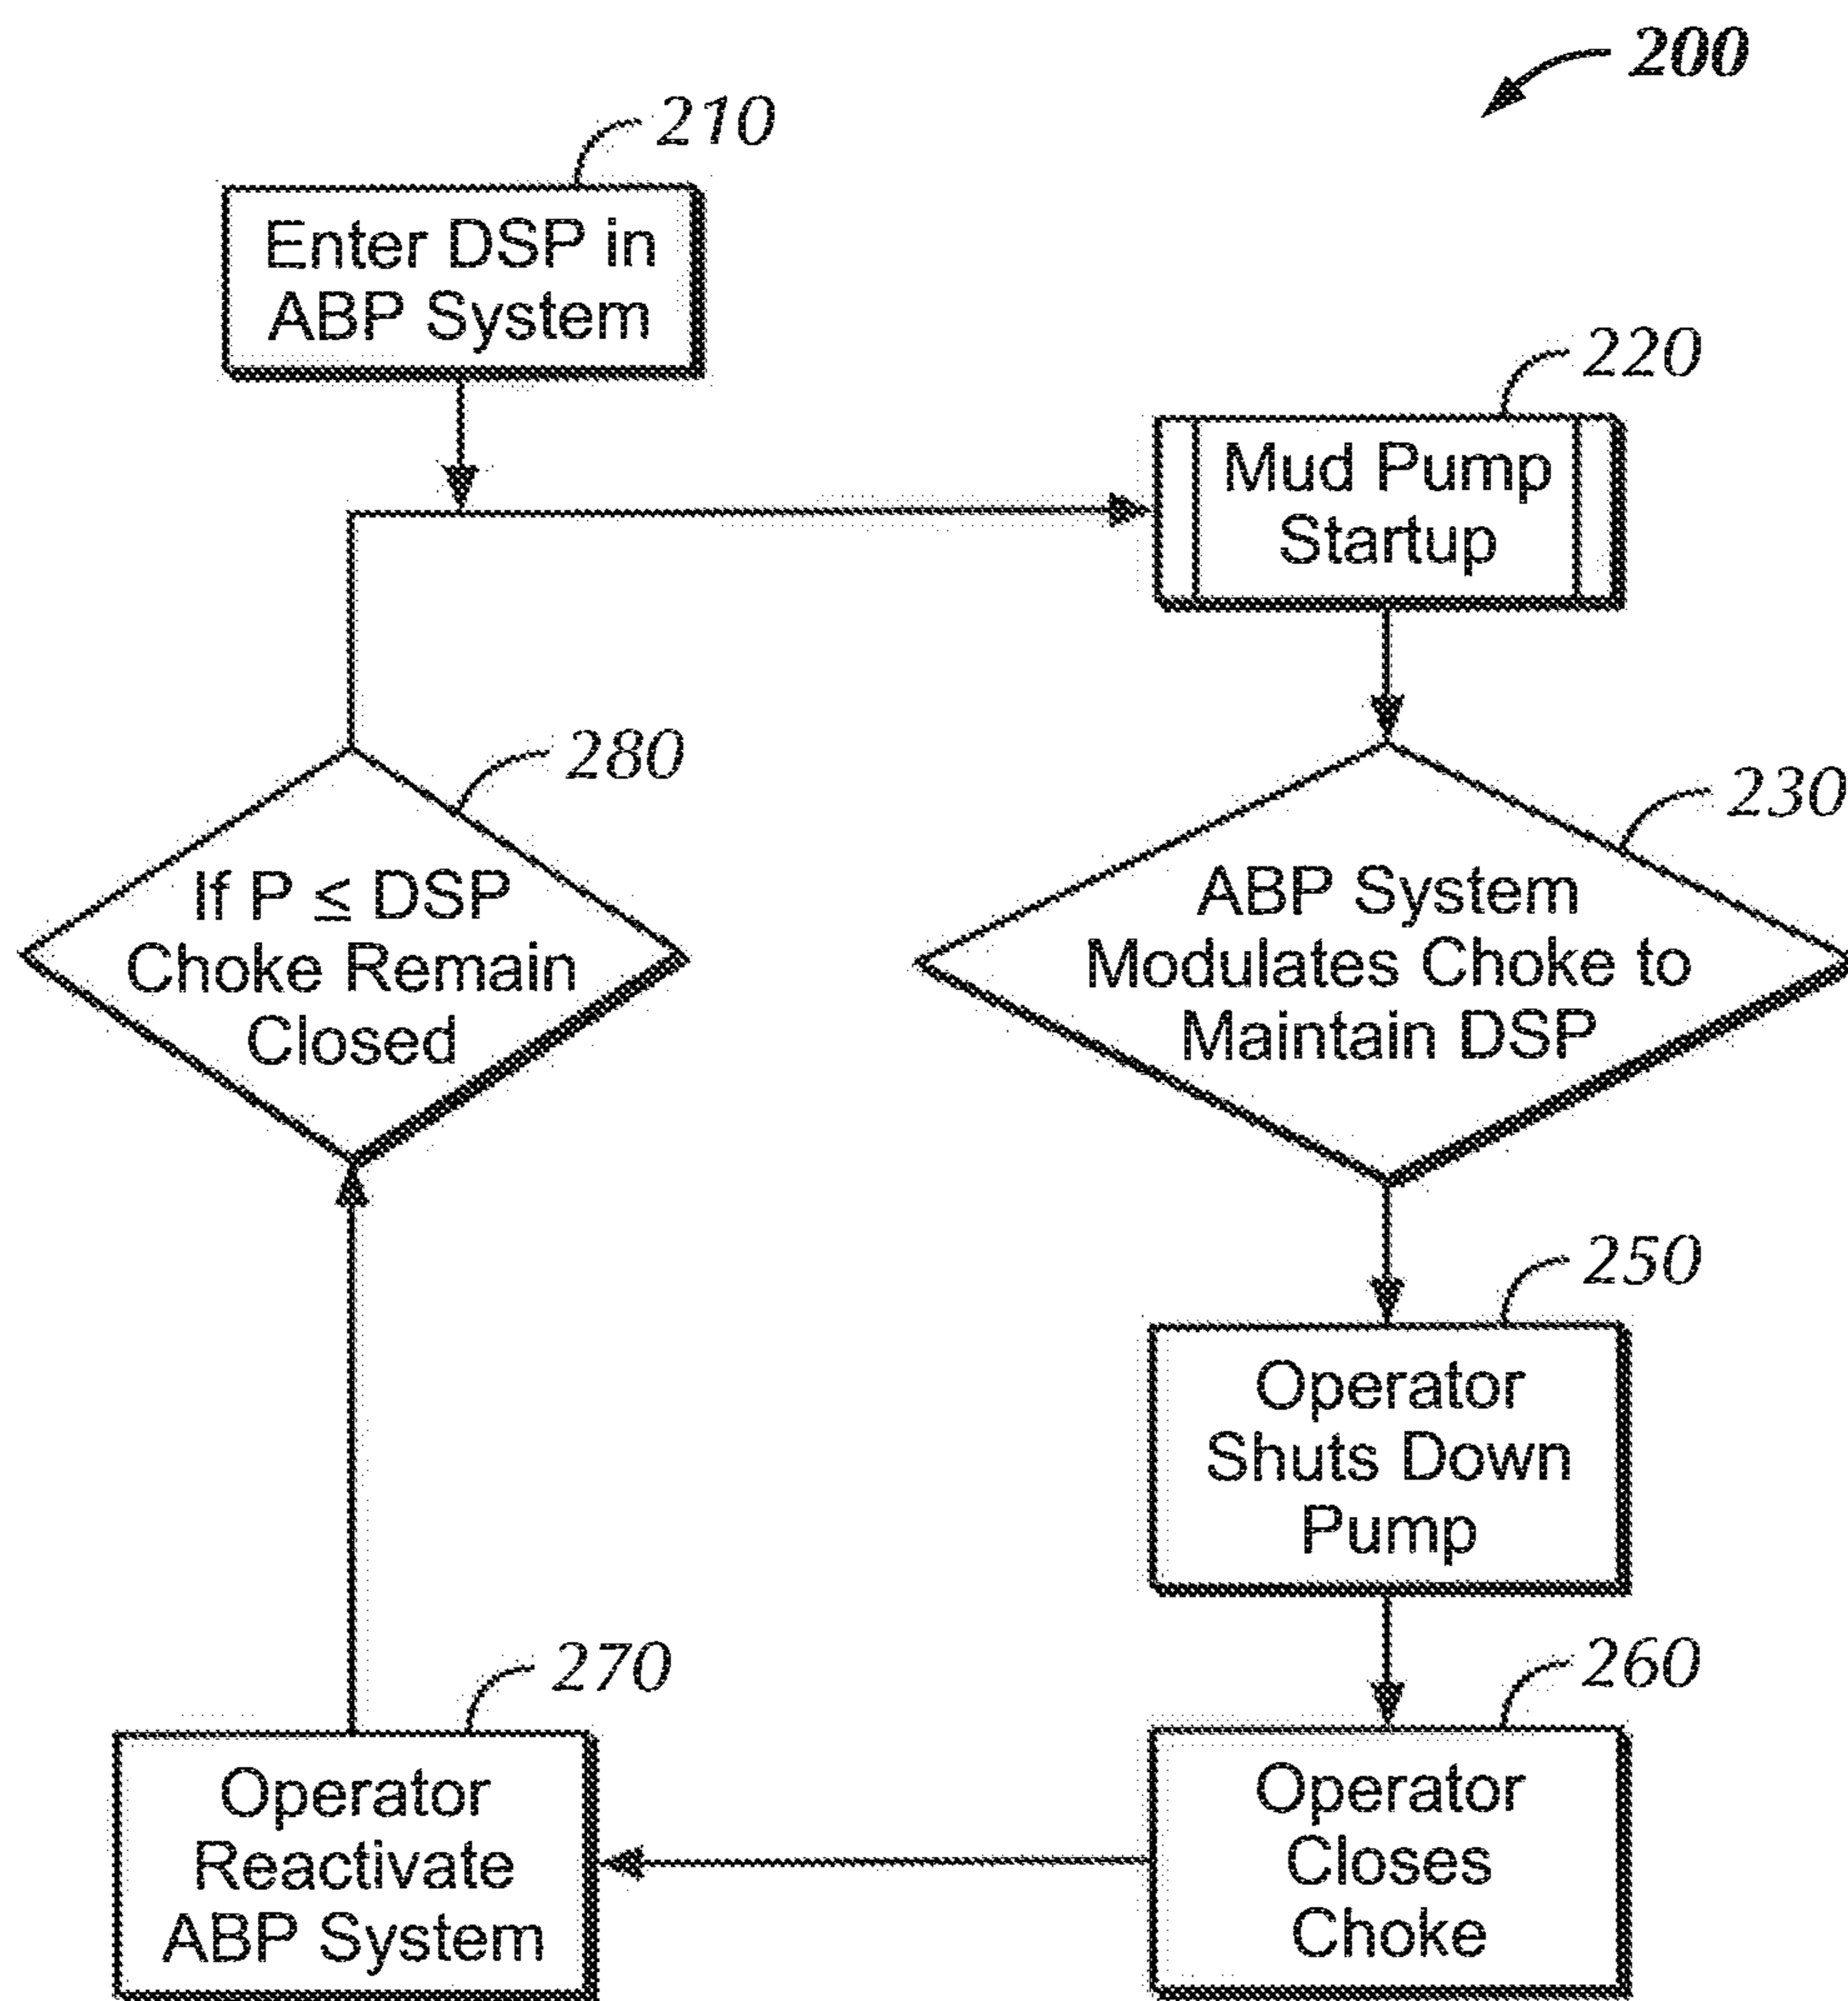 200
210
Enter DSP in
ABP System
220
Mud Pump
Startup
280
If P ≤ DSP
Choke Remain
Closed
230
ABP System
Modulates Choke to
Maintain DSP
250
Operator
Shuts Down
Pump
260
Operator
Closes
Choke
270
Operator
Reactivate
ABP System